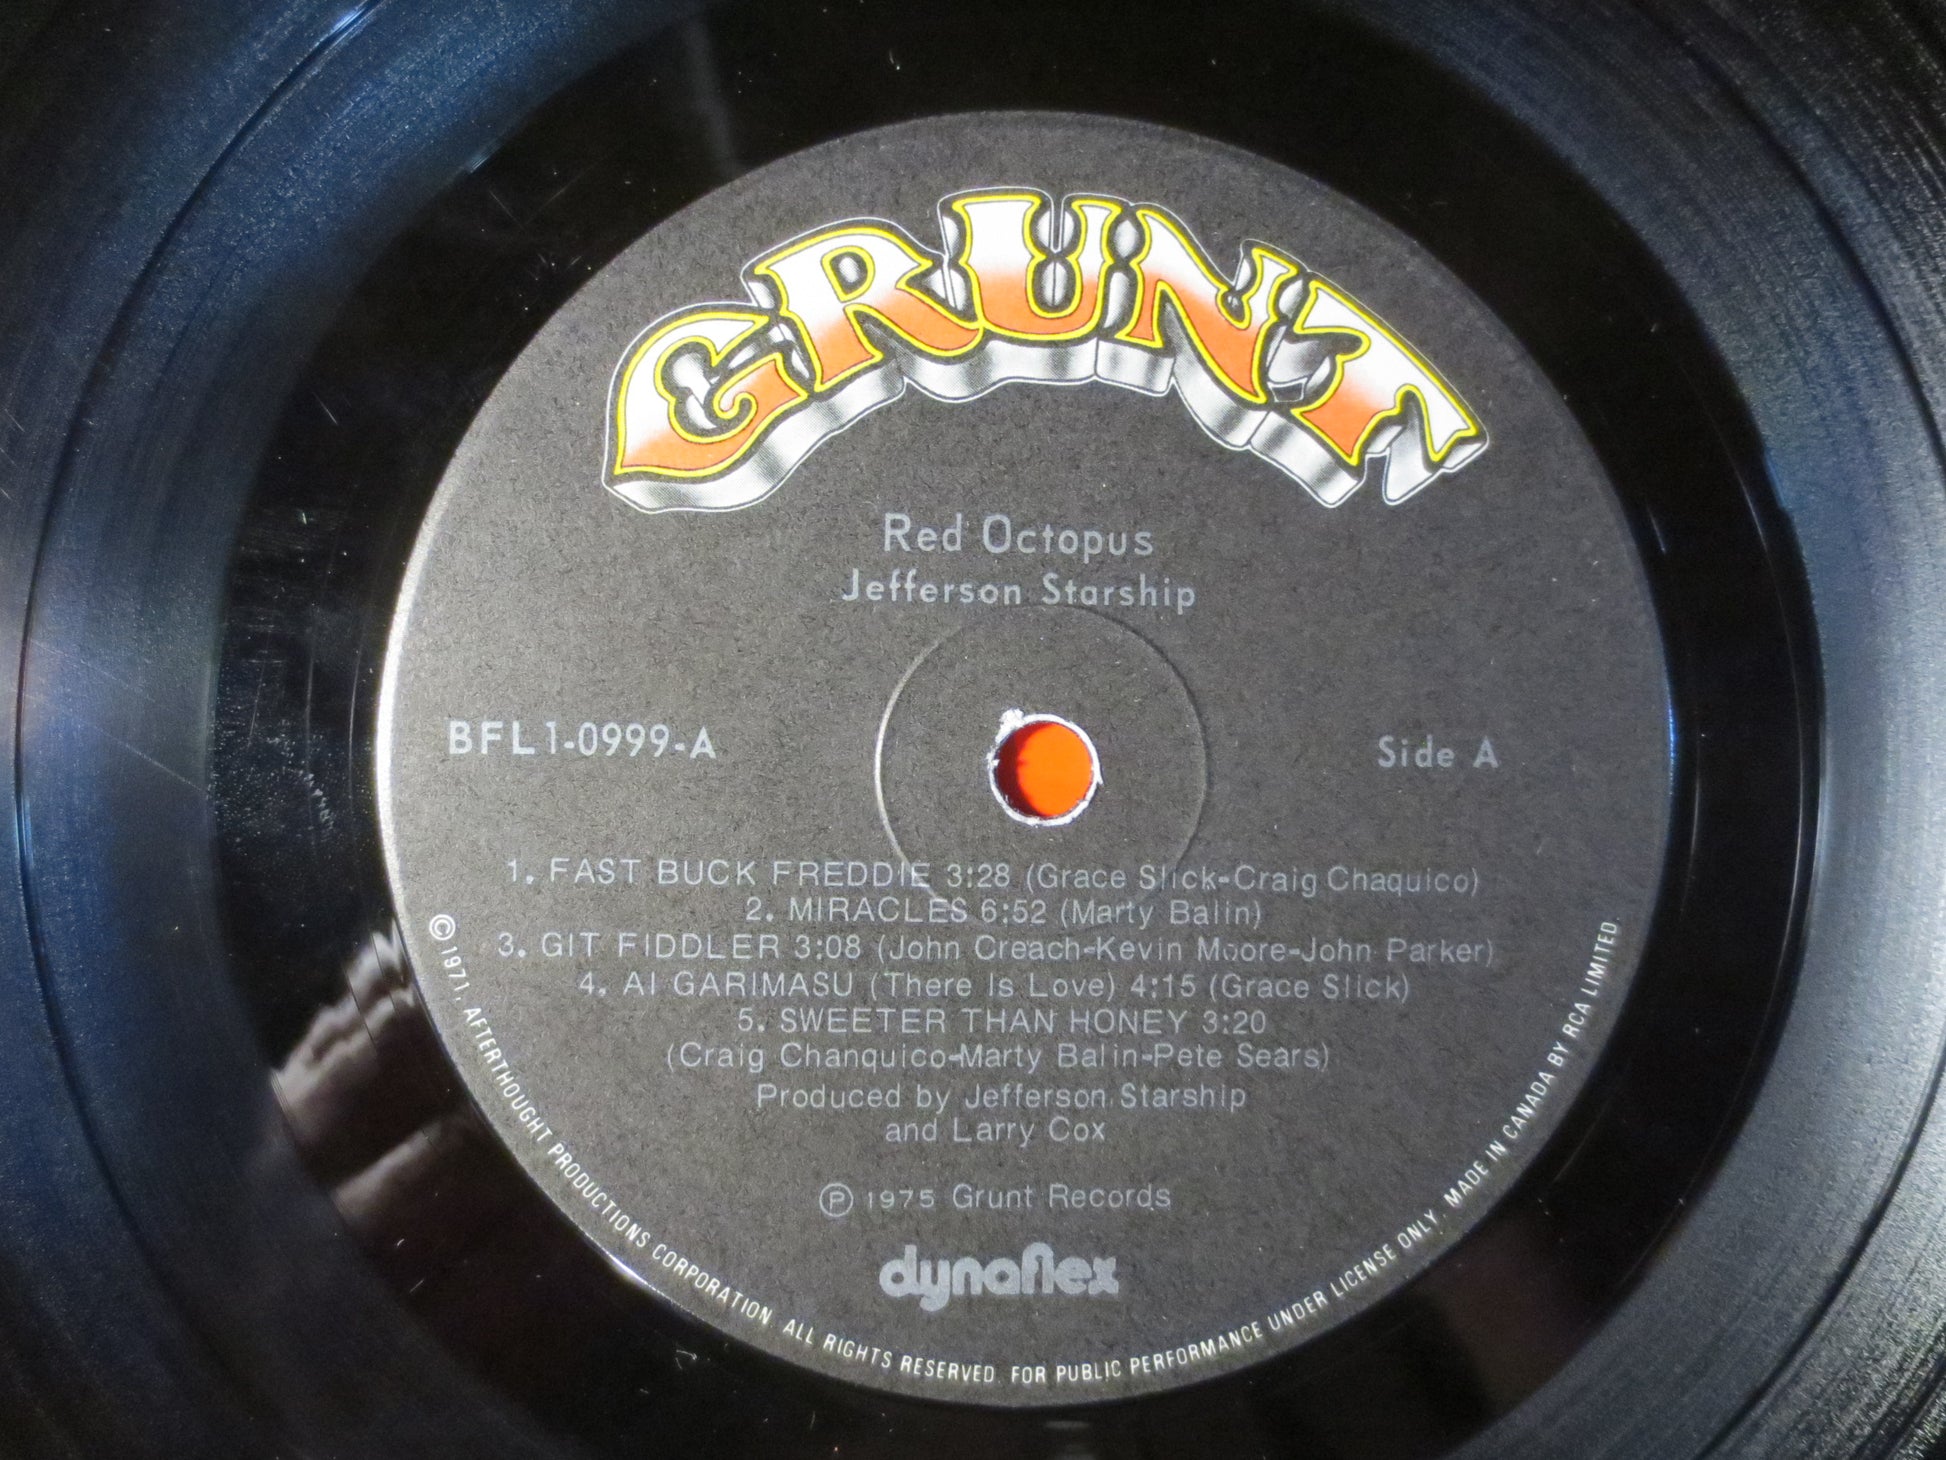 GRUNT
Red Octopus
Jefferson Starship
BFL1-0999-A
Side A
1. FAST BUCK FREDDIE 3:28 (Grace Slick-Craig Chaquico)
2. MIRACLES 6:52 (Marty Balin)
3. GIT FIDDLER 3:08 (John Creach-Kevin Moore-John Parker)
4. AI GARIMASU (There Is Love) 4:15 (Grace Slick)
5. SWEETER THAN HONEY 3:20
(Craig Chanquico-Marty Balin-Pete Sears)
Produced by Jefferson Starship
and Larry Cox
℗ 1975 Grunt Records
dynaflex
©1971, AFTERTHOUGHT PRODUCTIONS CORPORATION. ALL RIGHTS RESERVED. FOR PUBLIC PERFORMANCE UNDER LICENSE ONLY. MADE IN CANADA BY RCA LIMITED.